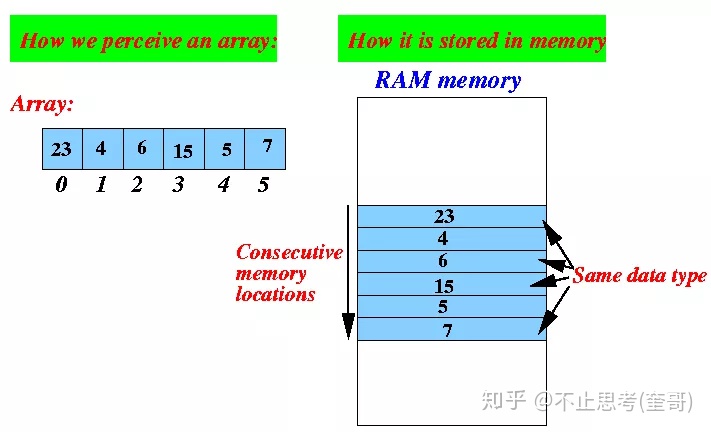 How we perceive an array:
How it is stored in memory
RAM memory
Array:
23 4 6 15 5 7
0 1 2 3 4 5
23
4
6
15
5
7
Consecutive
memory
locations
Same data type
知乎 @不止思考(奎哥)